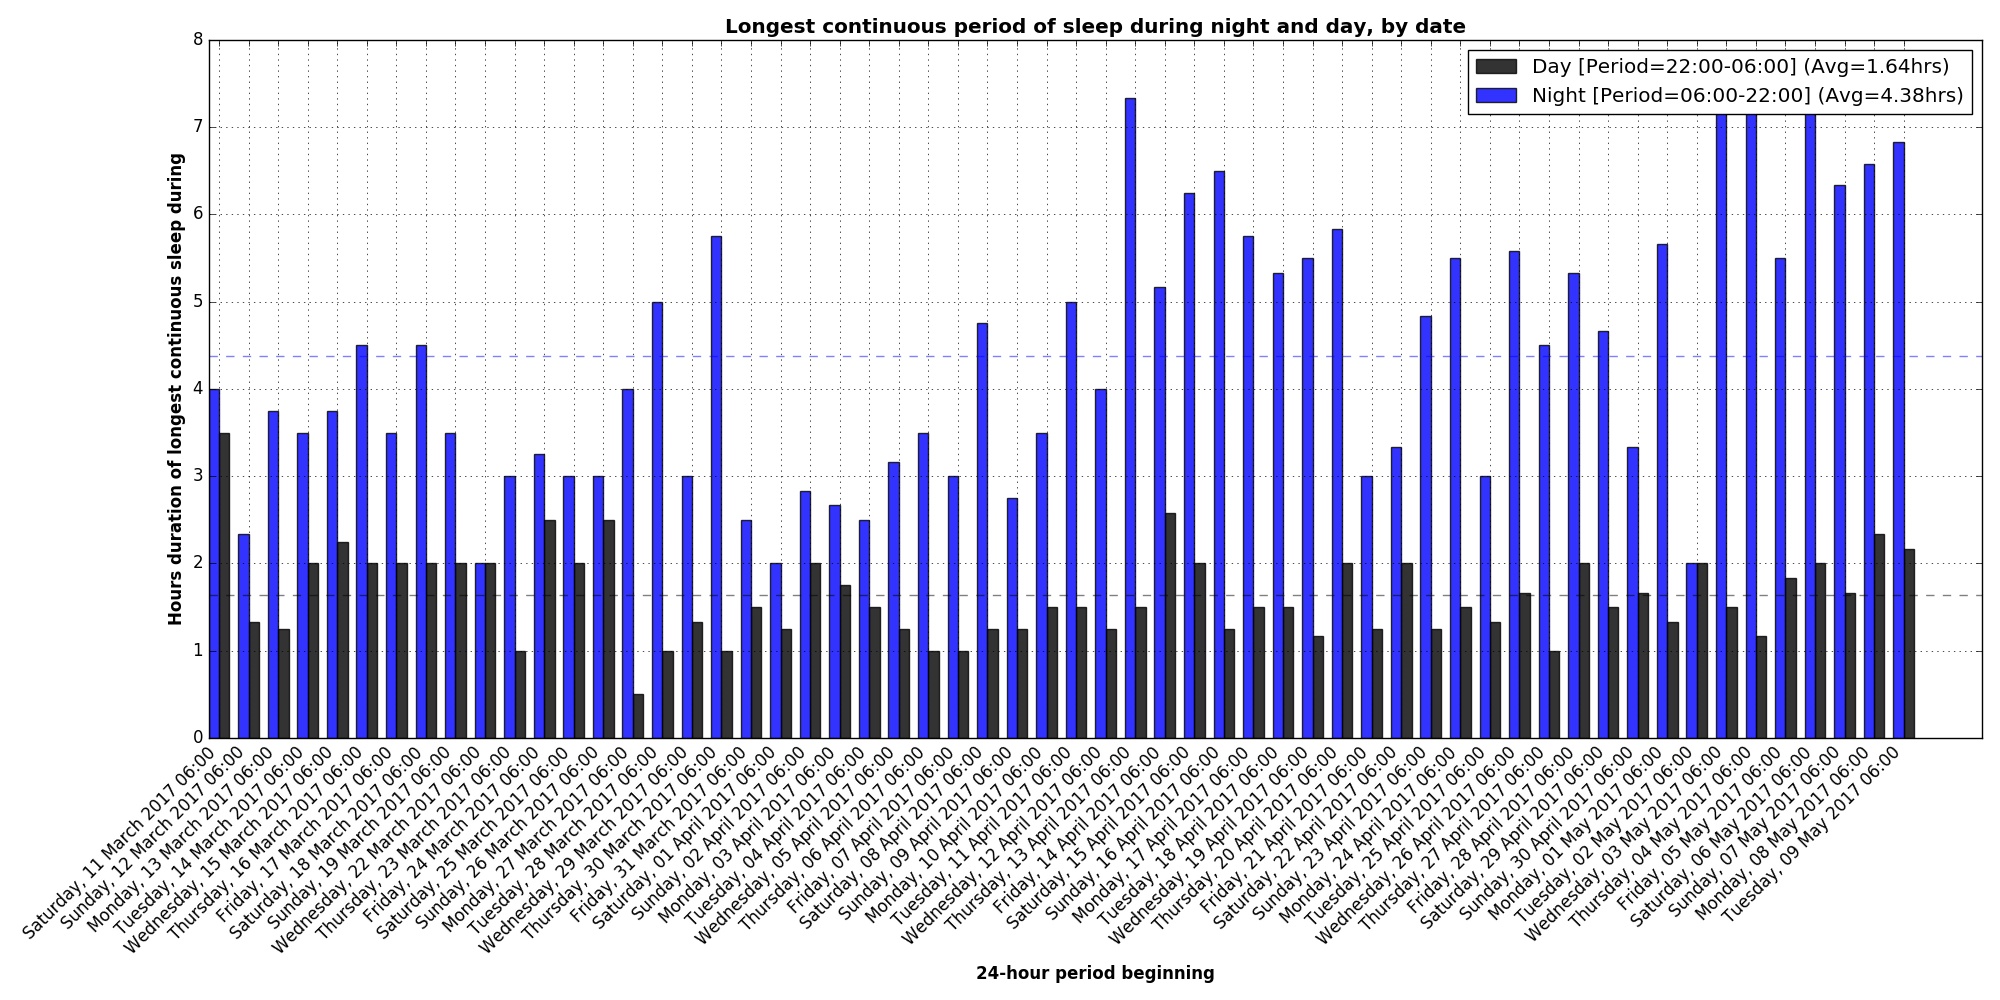 Longest continuous period of sleep during night and day, by date
Day [Period=22:00-06:00] (Avg=1.64hrs)
Night [Period=06:00-22:00] (Avg=4.38hrs)
Hours duration of longest continuous sleep during
8
7
6
5
4
3
2
1
0
Saturday, 11 March 2017 06:00
Sunday, 12 March 2017 06:00
Monday, 13 March 2017 06:00
Tuesday, 14 March 2017 06:00
Wednesday, 15 March 2017 06:00
Thursday, 16 March 2017 06:00
Friday, 17 March 2017 06:00
Saturday, 18 March 2017 06:00
Sunday, 19 March 2017 06:00
Wednesday, 22 March 2017 06:00
Thursday, 23 March 2017 06:00
Friday, 24 March 2017 06:00
Saturday, 25 March 2017 06:00
Sunday, 26 March 2017 06:00
Monday, 27 March 2017 06:00
Tuesday, 28 March 2017 06:00
Wednesday, 29 March 2017 06:00
Thursday, 30 March 2017 06:00
Friday, 31 March 2017 06:00
Saturday, 01 April 2017 06:00
Sunday, 02 April 2017 06:00
Monday, 03 April 2017 06:00
Tuesday, 04 April 2017 06:00
Wednesday, 05 April 2017 06:00
Thursday, 06 April 2017 06:00
Friday, 07 April 2017 06:00
Saturday, 08 April 2017 06:00
Sunday, 09 April 2017 06:00
Monday, 10 April 2017 06:00
Tuesday, 11 April 2017 06:00
Wednesday, 12 April 2017 06:00
Thursday, 13 April 2017 06:00
Friday, 14 April 2017 06:00
Saturday, 15 April 2017 06:00
Sunday, 16 April 2017 06:00
Monday, 17 April 2017 06:00
Tuesday, 18 April 2017 06:00
Wednesday, 19 April 2017 06:00
Thursday, 20 April 2017 06:00
Friday, 21 April 2017 06:00
Saturday, 22 April 2017 06:00
Sunday, 23 April 2017 06:00
Monday, 24 April 2017 06:00
Tuesday, 25 April 2017 06:00
Wednesday, 26 April 2017 06:00
Thursday, 27 April 2017 06:00
Friday, 28 April 2017 06:00
Saturday, 29 April 2017 06:00
Sunday, 30 April 2017 06:00
Monday, 01 May 2017 06:00
Tuesday, 02 May 2017 06:00
Wednesday, 03 May 2017 06:00
Thursday, 04 May 2017 06:00
Friday, 05 May 2017 06:00
Saturday, 06 May 2017 06:00
Sunday, 07 May 2017 06:00
Monday, 08 May 2017 06:00
Tuesday, 09 May 2017 06:00
24-hour period beginning